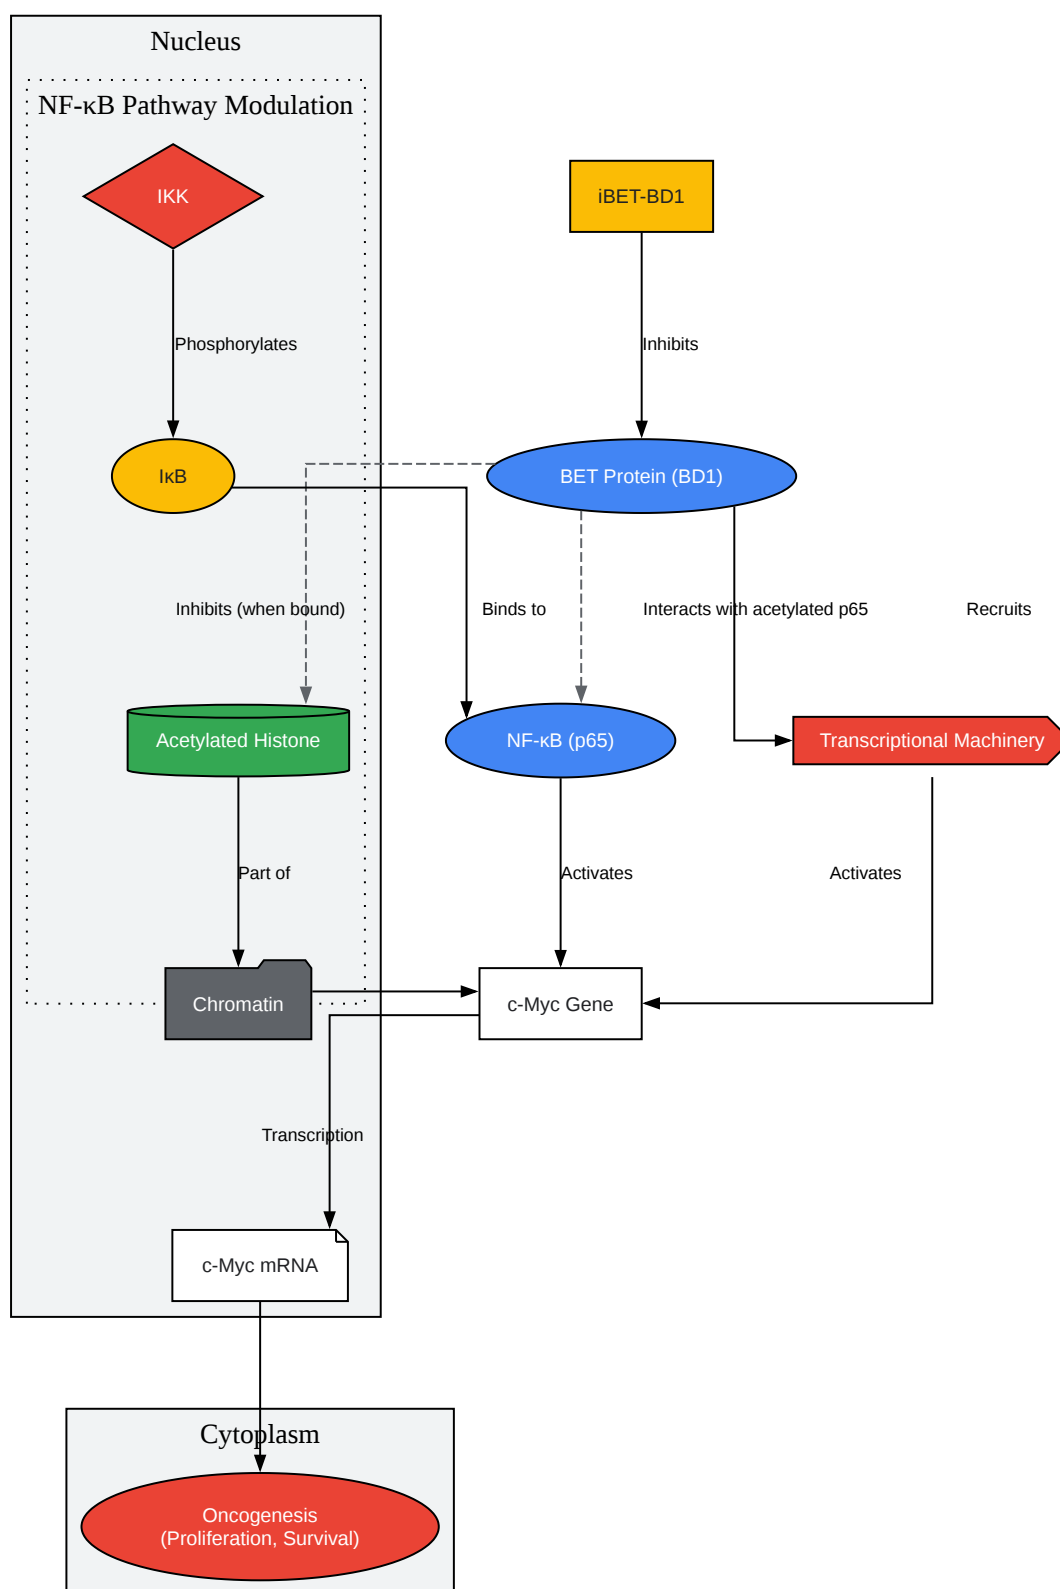 Nucleus
NF-κB Pathway Modulation
IKK
iBET-BD1
Phosphorylates
Inhibits
IκB
BET Protein (BD1)
Inhibits (when bound)
Binds to
Interacts with acetylated p65
Recruits
Acetylated Histone
NF-κB (p65)
Transcriptional Machinery
Part of
Activates
Activates
Chromatin
c-Myc Gene
Transcription
c-Myc mRNA
Cytoplasm
Oncogenesis
(Proliferation, Survival)